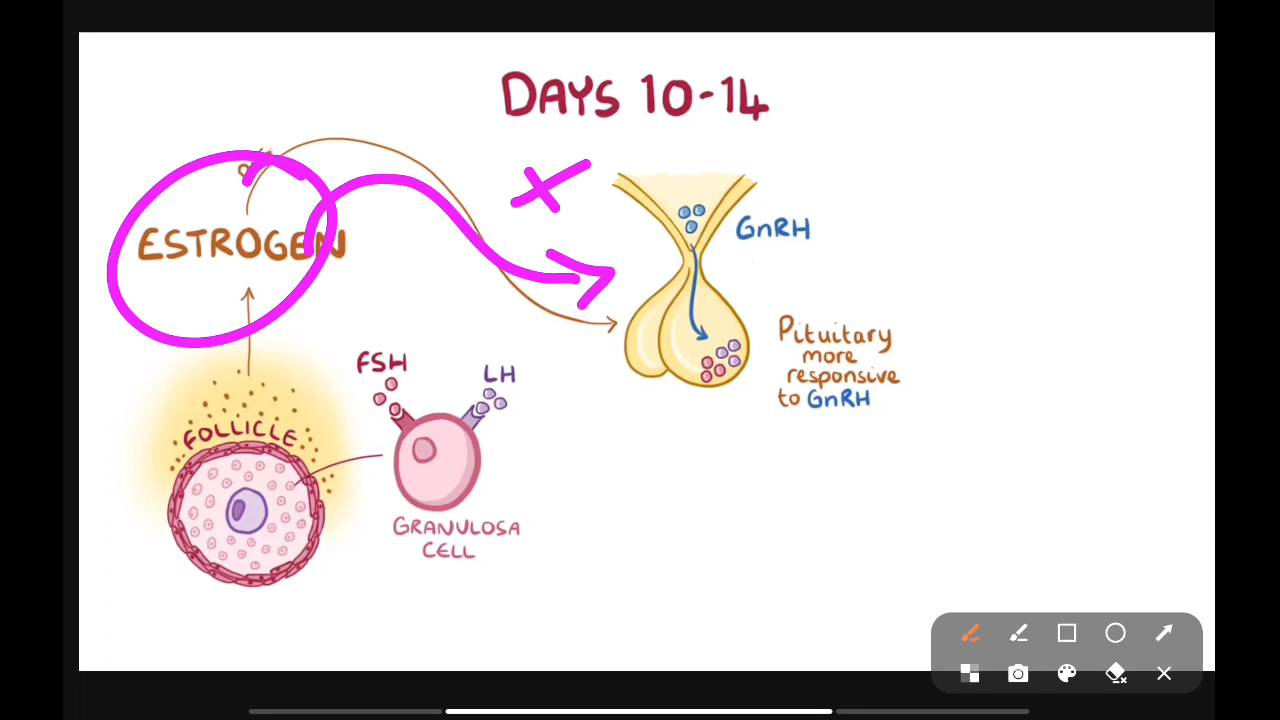 DAYS 10-14
ESTROGEN
GnRH
Pituitary
more
responsive
to GnRH
FSH
LH
FOLLICLE
GRANULOSA
CELL